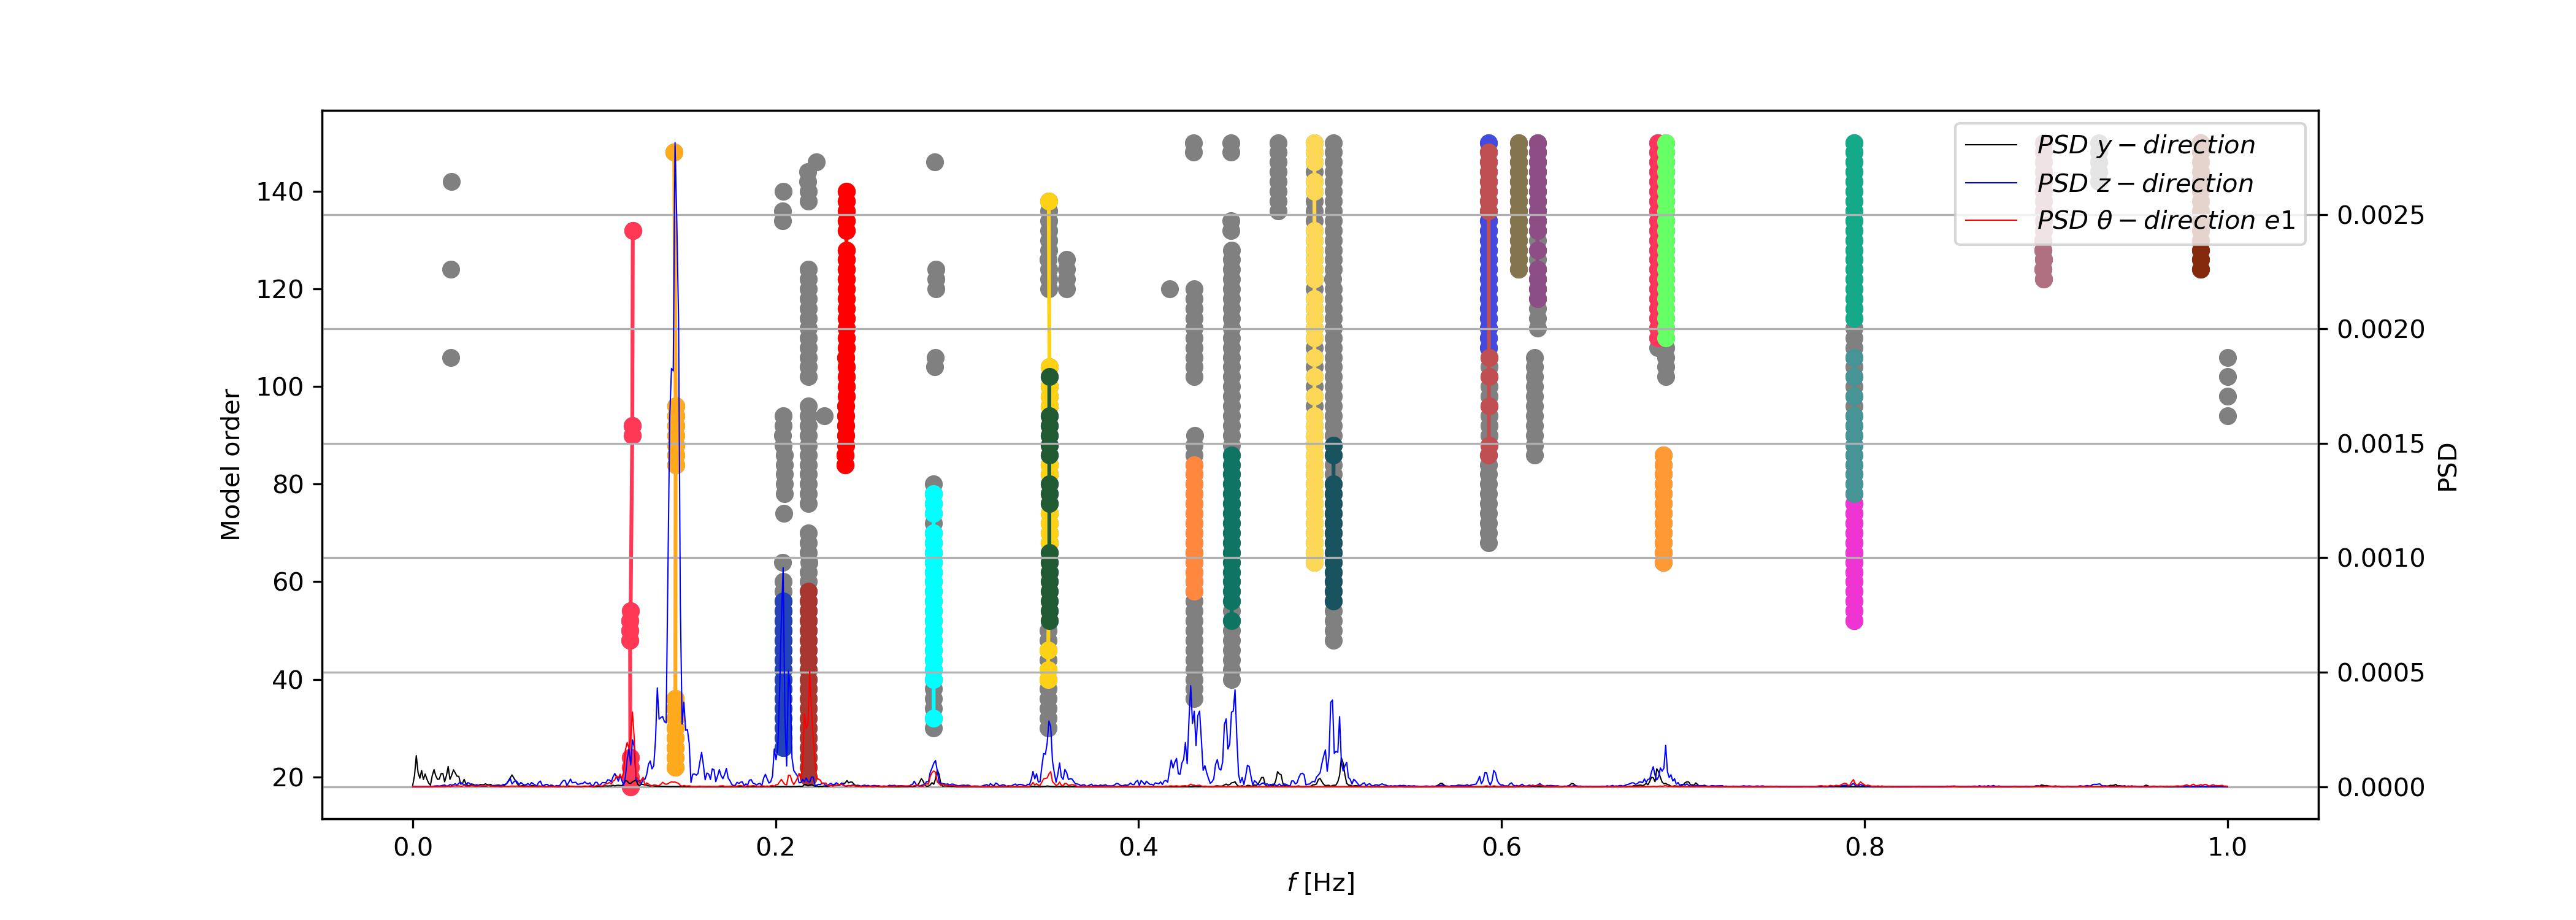 PSD y − direction
PSD z − direction
PSD θ − direction e1
140
120
100
80
60
40
20
Model order
0.0025
0.0020
0.0015
0.0010
0.0005
0.0000
PSD
0.0 0.2 0.4 0.6 0.8 1.0
f [Hz]